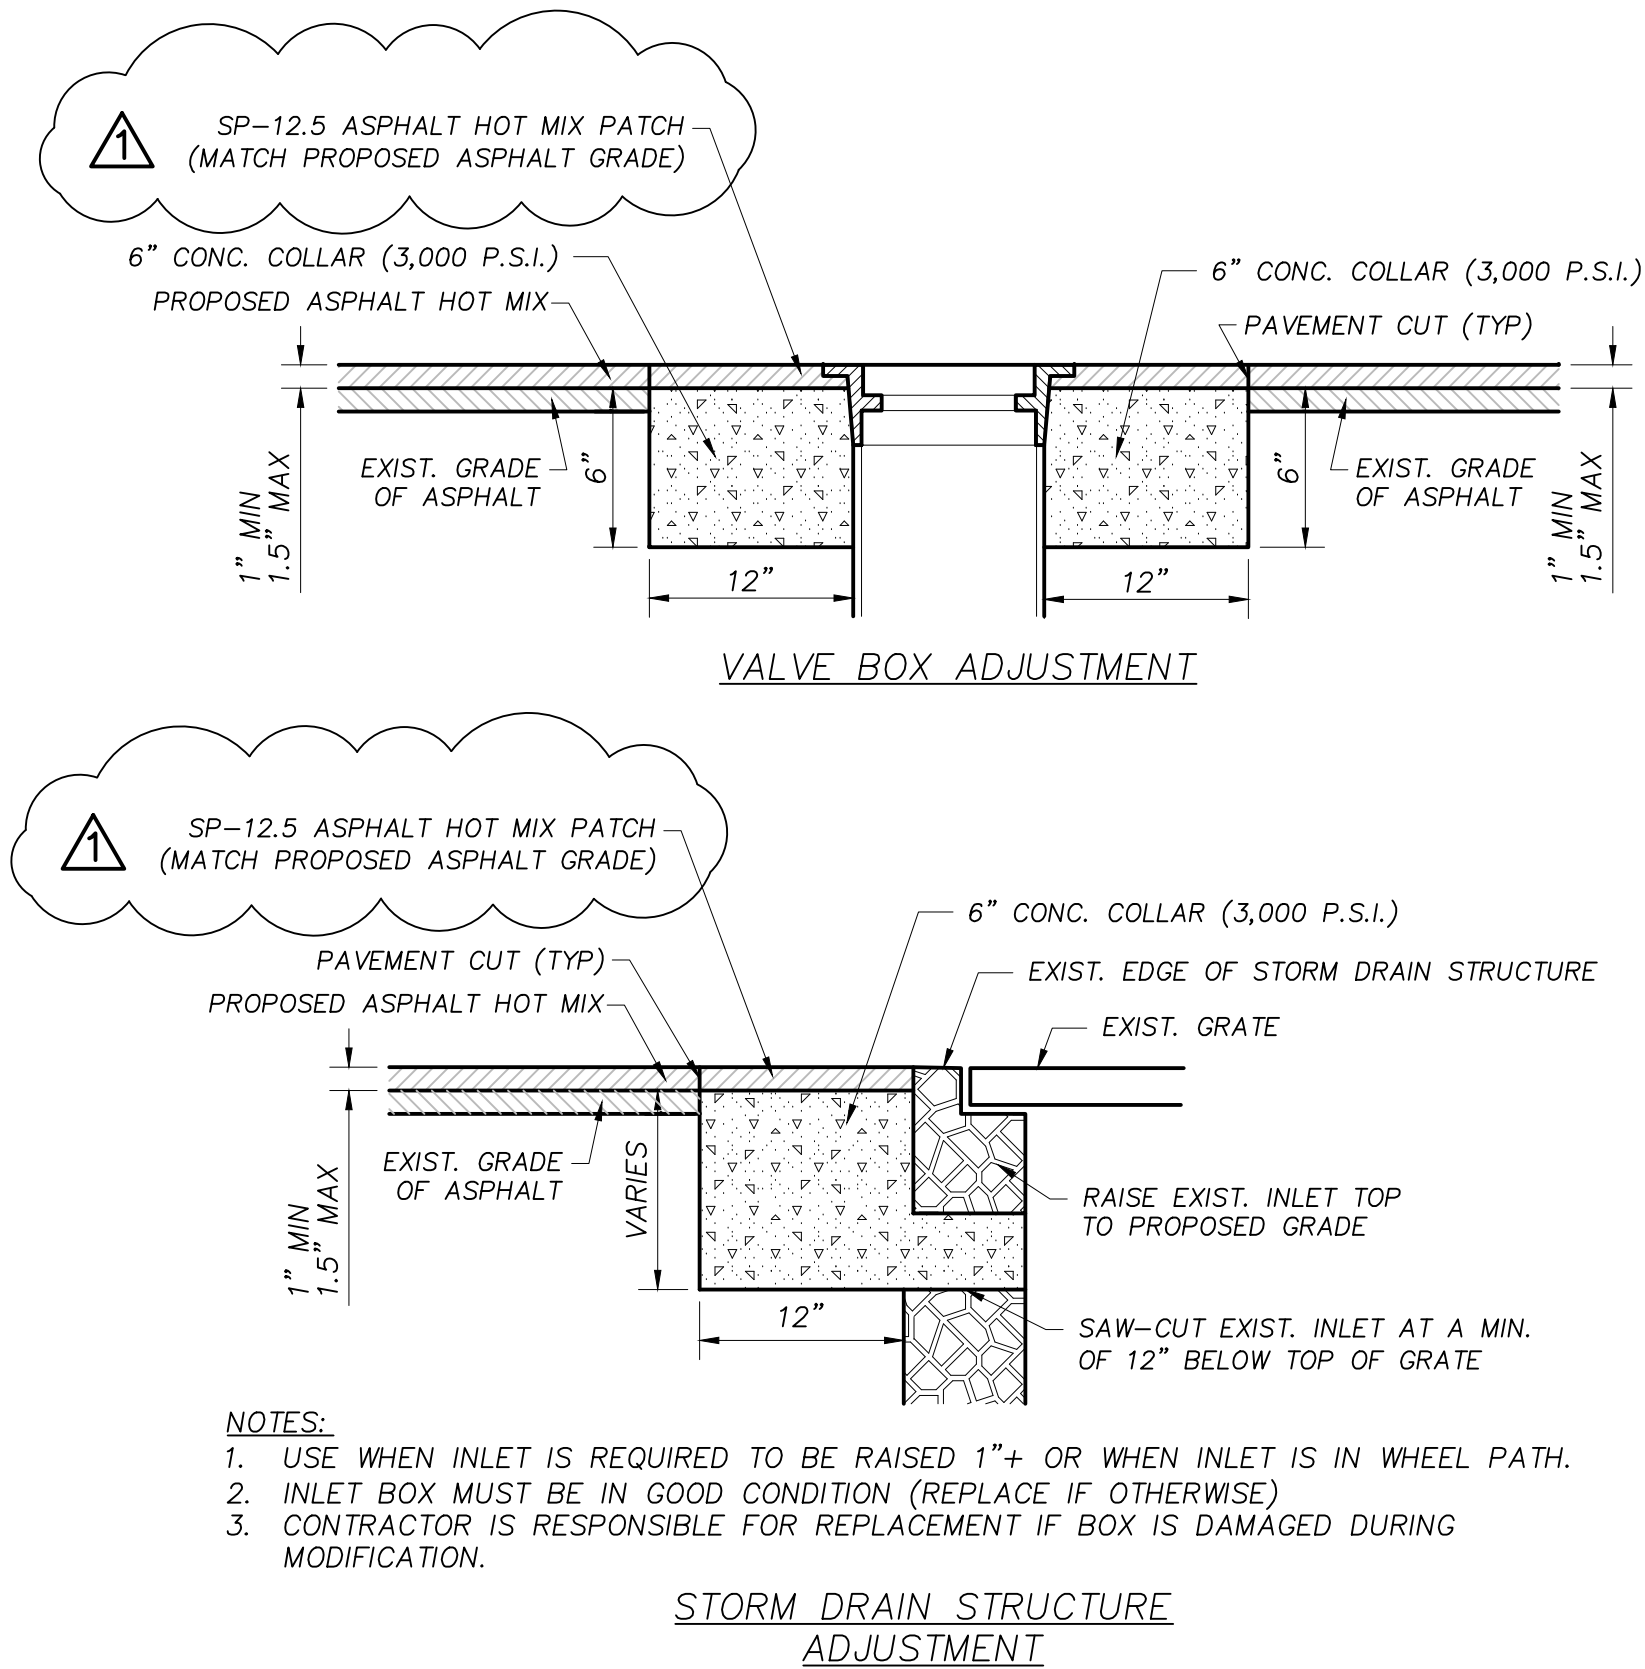 SP-12.5 ASPHALT HOT MIX PATCH
(MATCH PROPOSED ASPHALT GRADE)
1
6" CONC. COLLAR (3,000 P.S.I.)
PROPOSED ASPHALT HOT MIX
6" CONC. COLLAR (3,000 P.S.I.)
PAVEMENT CUT (TYP)
EXIST. GRADE
OF ASPHALT
EXIST. GRADE
OF ASPHALT
1" MIN
1.5" MAX
6"
6"
1" MIN
1.5" MAX
12"
12"
VALVE BOX ADJUSTMENT
SP-12.5 ASPHALT HOT MIX PATCH
(MATCH PROPOSED ASPHALT GRADE)
1
6" CONC. COLLAR (3,000 P.S.I.)
PAVEMENT CUT (TYP)
EXIST. EDGE OF STORM DRAIN STRUCTURE
PROPOSED ASPHALT HOT MIX
EXIST. GRATE
EXIST. GRADE
OF ASPHALT
1" MIN
1.5" MAX
VARIES
RAISE EXIST. INLET TOP
TO PROPOSED GRADE
12"
SAW-CUT EXIST. INLET AT A MIN.
OF 12" BELOW TOP OF GRATE
NOTES:
1. USE WHEN INLET IS REQUIRED TO BE RAISED 1"+ OR WHEN INLET IS IN WHEEL PATH.
2. INLET BOX MUST BE IN GOOD CONDITION (REPLACE IF OTHERWISE)
3. CONTRACTOR IS RESPONSIBLE FOR REPLACEMENT IF BOX IS DAMAGED DURING
MODIFICATION.
STORM DRAIN STRUCTURE
ADJUSTMENT